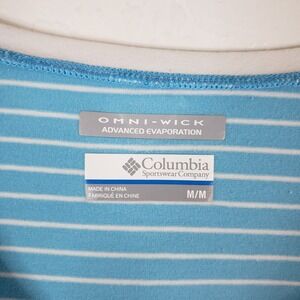 OMNI-WICK
ADVANCED EVAPORATION
Columbia
Sportswear Company
MADE IN CHINA
FABRIQUÉ EN CHINE
M/M